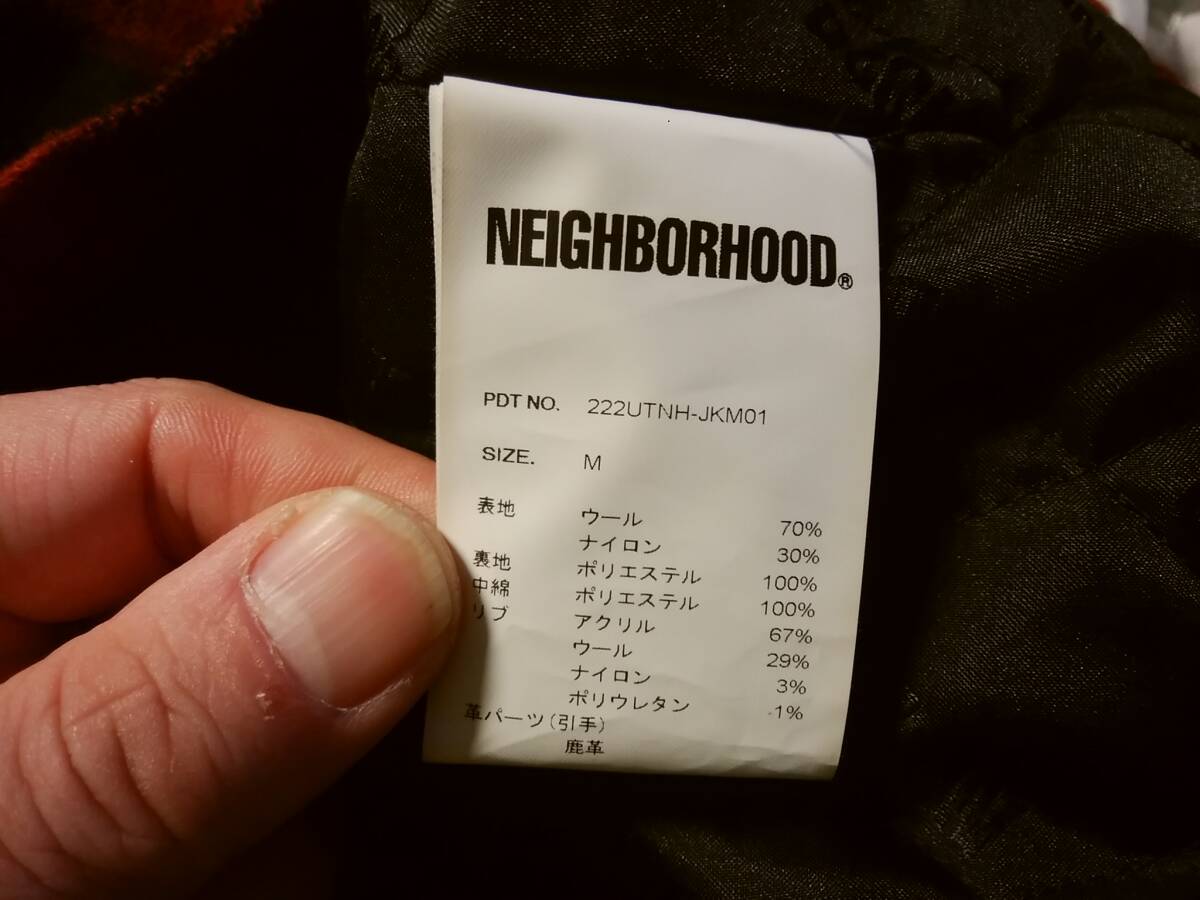 NEIGHBORHOOD®
PDT NO. 222UTNH-JKM01
SIZE. M
表地 ウール 70%
ナイロン 30%
裏地 ポリエステル 100%
中綿 ポリエステル 100%
リブ アクリル 67%
ウール 29%
ナイロン 3%
ポリウレタン 1%
革パーツ(引手)
鹿革